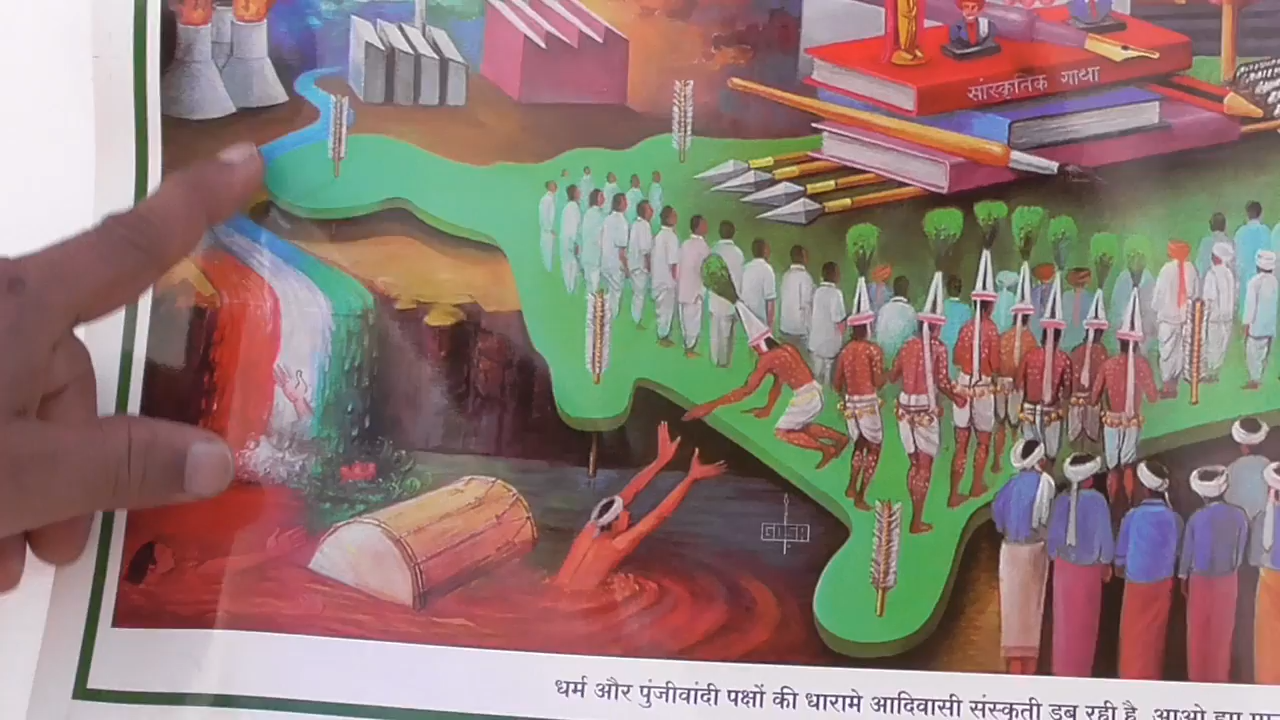 सांस्कृतिक गाथा
धर्म और पुंजीवांदी पक्षों की धारामे आदिवासी संस्कृती डुब रही है, आओ हम